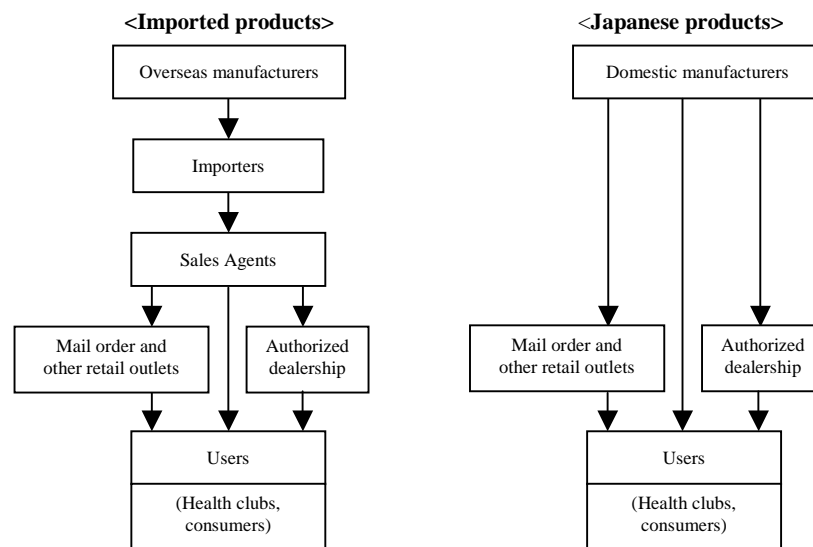 <Imported products>
Overseas manufacturers
Importers
Sales Agents
Mail order and
other retail outlets
Authorized
dealership
Users
(Health clubs,
consumers)
<Japanese products>
Domestic manufacturers
Mail order and
other retail outlets
Authorized
dealership
Users
(Health clubs,
consumers)